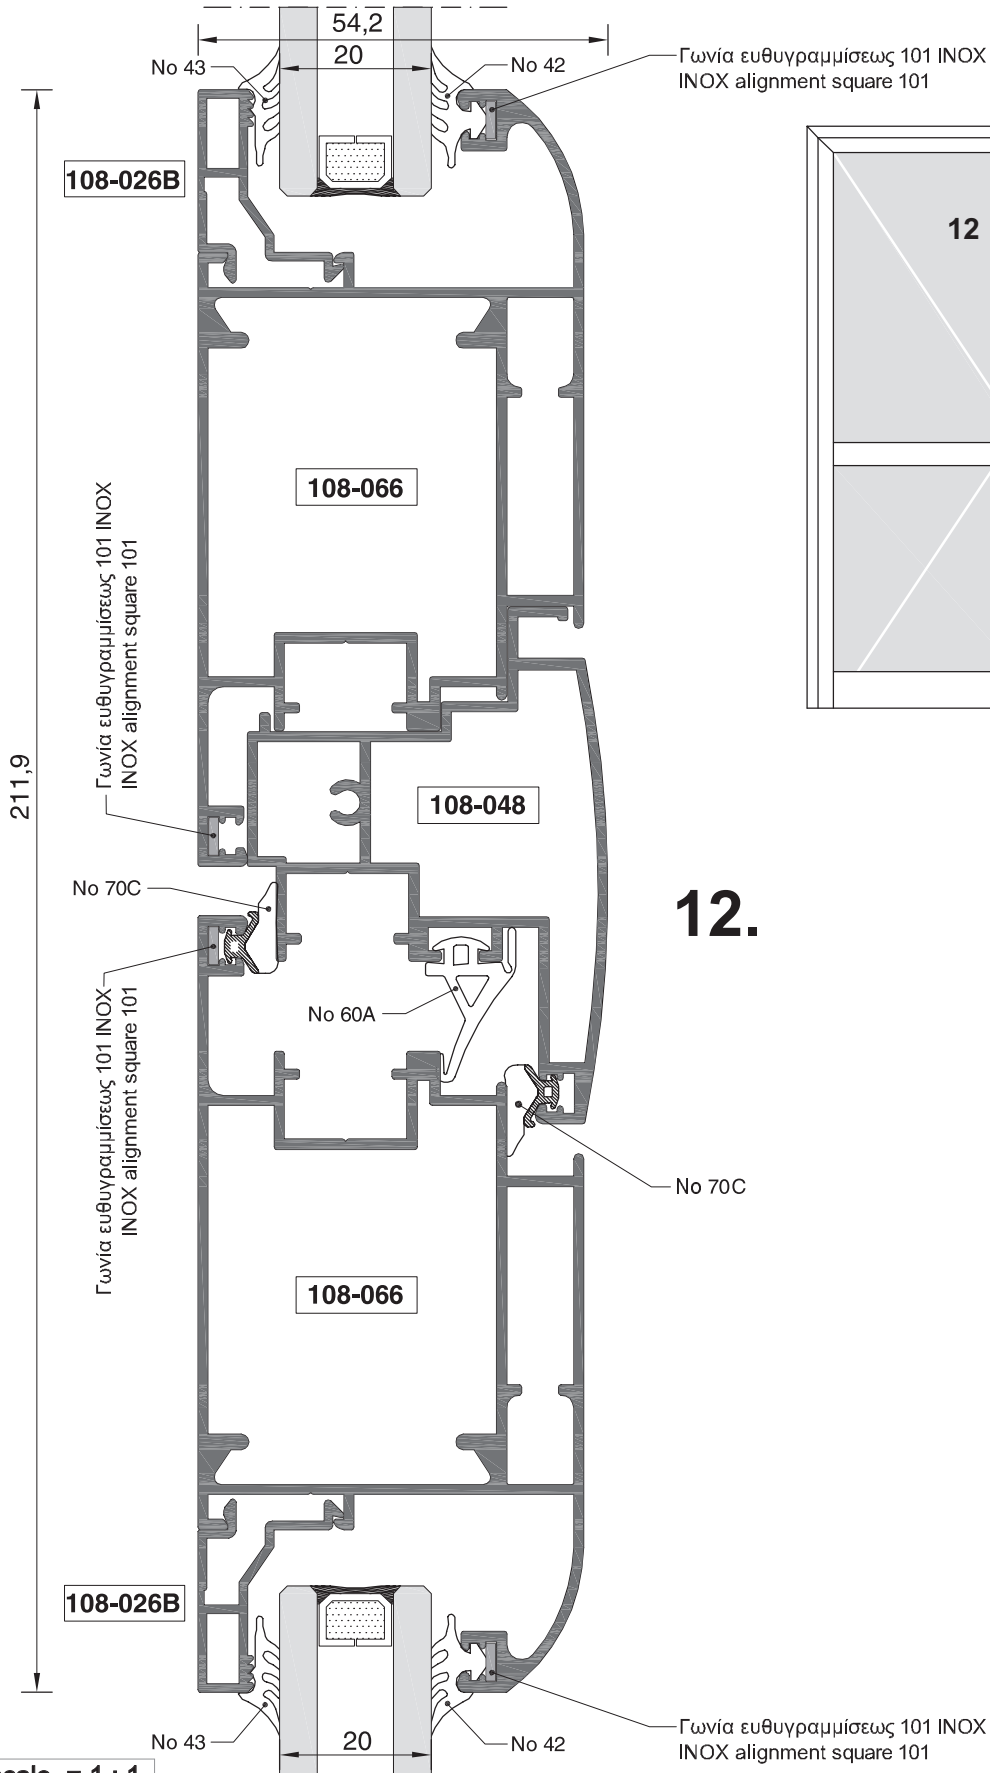 54,2
20
No 43
No 42
Γωνία ευθυγραμμίσεως 101 INOX
INOX alignment square 101
108-026B
12
108-066
Γωνία ευθυγραμμίσεως 101 INOX
INOX alignment square 101
211,9
108-048
No 70C
12.
No 60A
Γωνία ευθυγραμμίσεως 101 INOX
INOX alignment square 101
No 70C
108-066
108-026B
No 43
20
No 42
Γωνία ευθυγραμμίσεως 101 INOX
INOX alignment square 101
= 1 : 1